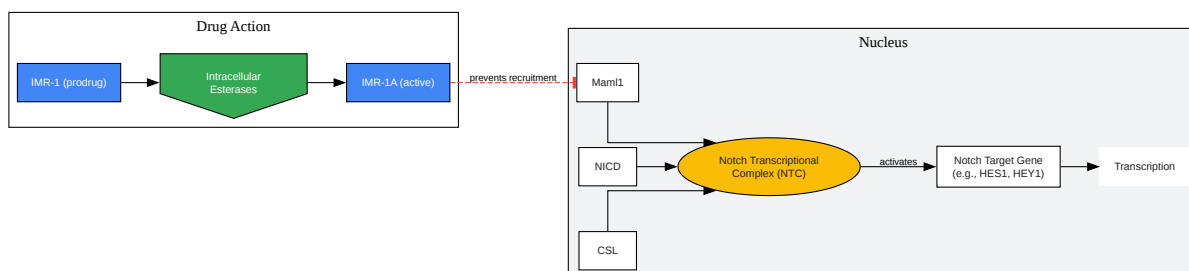 Drug Action
IMR-1 (prodrug)
Intracellular
Esterases
IMR-1A (active)
prevents recruitment
Nucleus
Maml1
NICD
CSL
Notch Transcriptional
Complex (NTC)
activates
Notch Target Gene
(e.g., HES1, HEY1)
Transcription